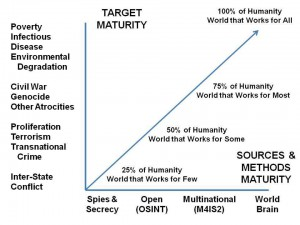 TARGET
MATURITY
100% of Humanity
World that Works for All
Poverty
Infectious
Disease
Environmental
Degradation
Civil War
Genocide
Other Atrocities
75% of Humanity
World that Works for Most
Proliferation
Terrorism
Transnational
Crime
50% of Humanity
World that Works for Some
SOURCES &
METHODS
MATURITY
Inter-State
Conflict
25% of Humanity
World that Works for Few
Spies &
Secrecy
Open
(OSINT)
Multinational
(M4IS2)
World
Brain